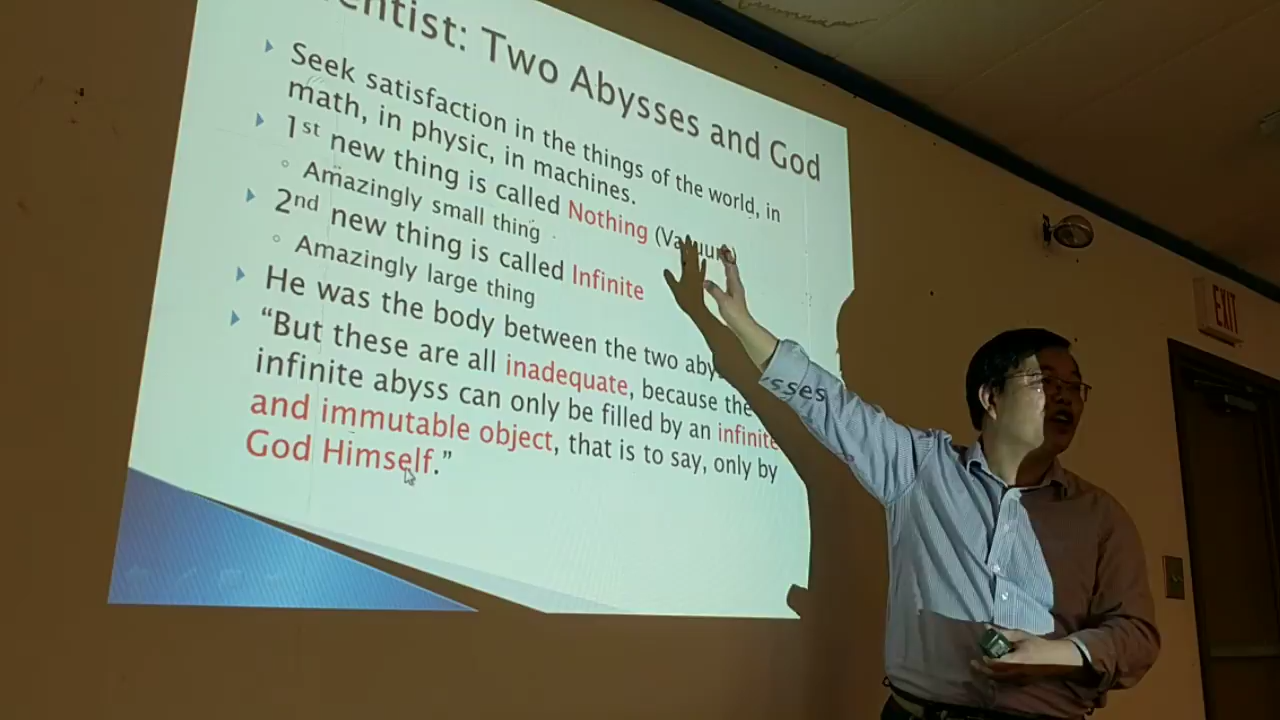 entist: Two Abysses and God
Seek satisfaction in the things of the world, in
math, in physic, in machines.
1st new thing is called Nothing (Vacuum)
Amazingly small thing
2nd new thing is called Infinite
Amazingly large thing
He was the body between the two abysses
“But these are all inadequate, because the
infinite abyss can only be filled by an infinite
and immutable object, that is to say, only by
God Himself.”
EXIT